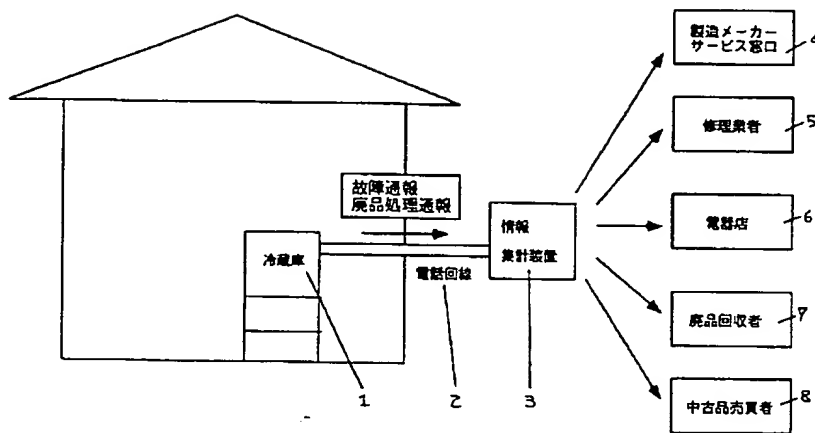 製造メーカー
サービス窓口
4
修理業者
5
故障通報
廃品処理通報
情報
集計装置
電器店
6
冷蔵庫
電話回線
廃品回収者
7
1
2
3
中古品売買者
8